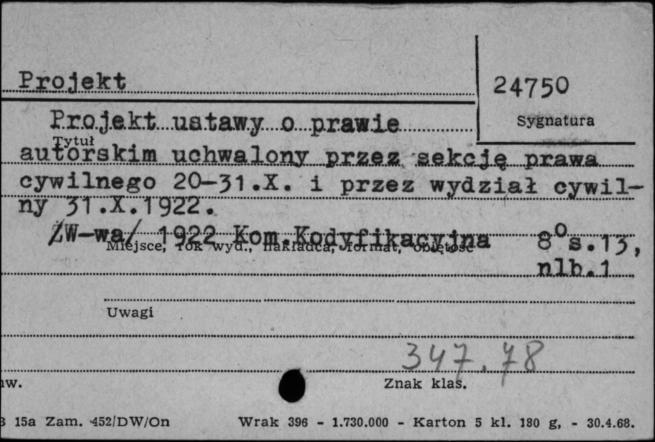 Projekt
24750
Sygnatura
Projekt ustawy o prawie
Tytuł
autorskim uchwalony przez sekcję prawa
cywilnego 20-31.X. i przez wydział cywil-
ny 31.X.1922.
/W-wa/ 1922 Kom.Kodyfikacyjna 8° s.13,
Miejsce, rok wyd., nakładca, format, objętość
nlb.1
Uwagi
347.78
Znak klas.
15a Zam. 452/DW/On Wrak 396 - 1.730.000 - Karton 5 kl. 180 g, - 30.4.68.